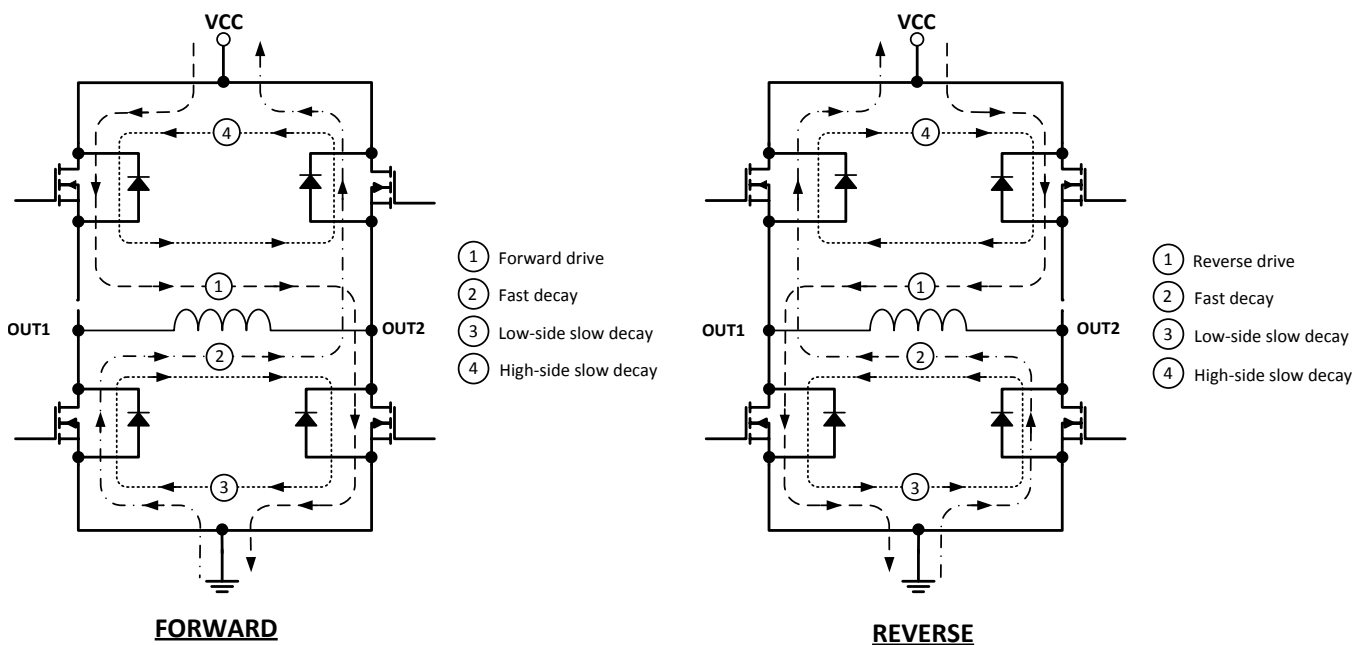 VCC
4
1
OUT1
OUT2
2
3
1 Forward drive
2 Fast decay
3 Low-side slow decay
4 High-side slow decay
FORWARD
VCC
4
1
OUT1
OUT2
2
3
1 Reverse drive
2 Fast decay
3 Low-side slow decay
4 High-side slow decay
REVERSE